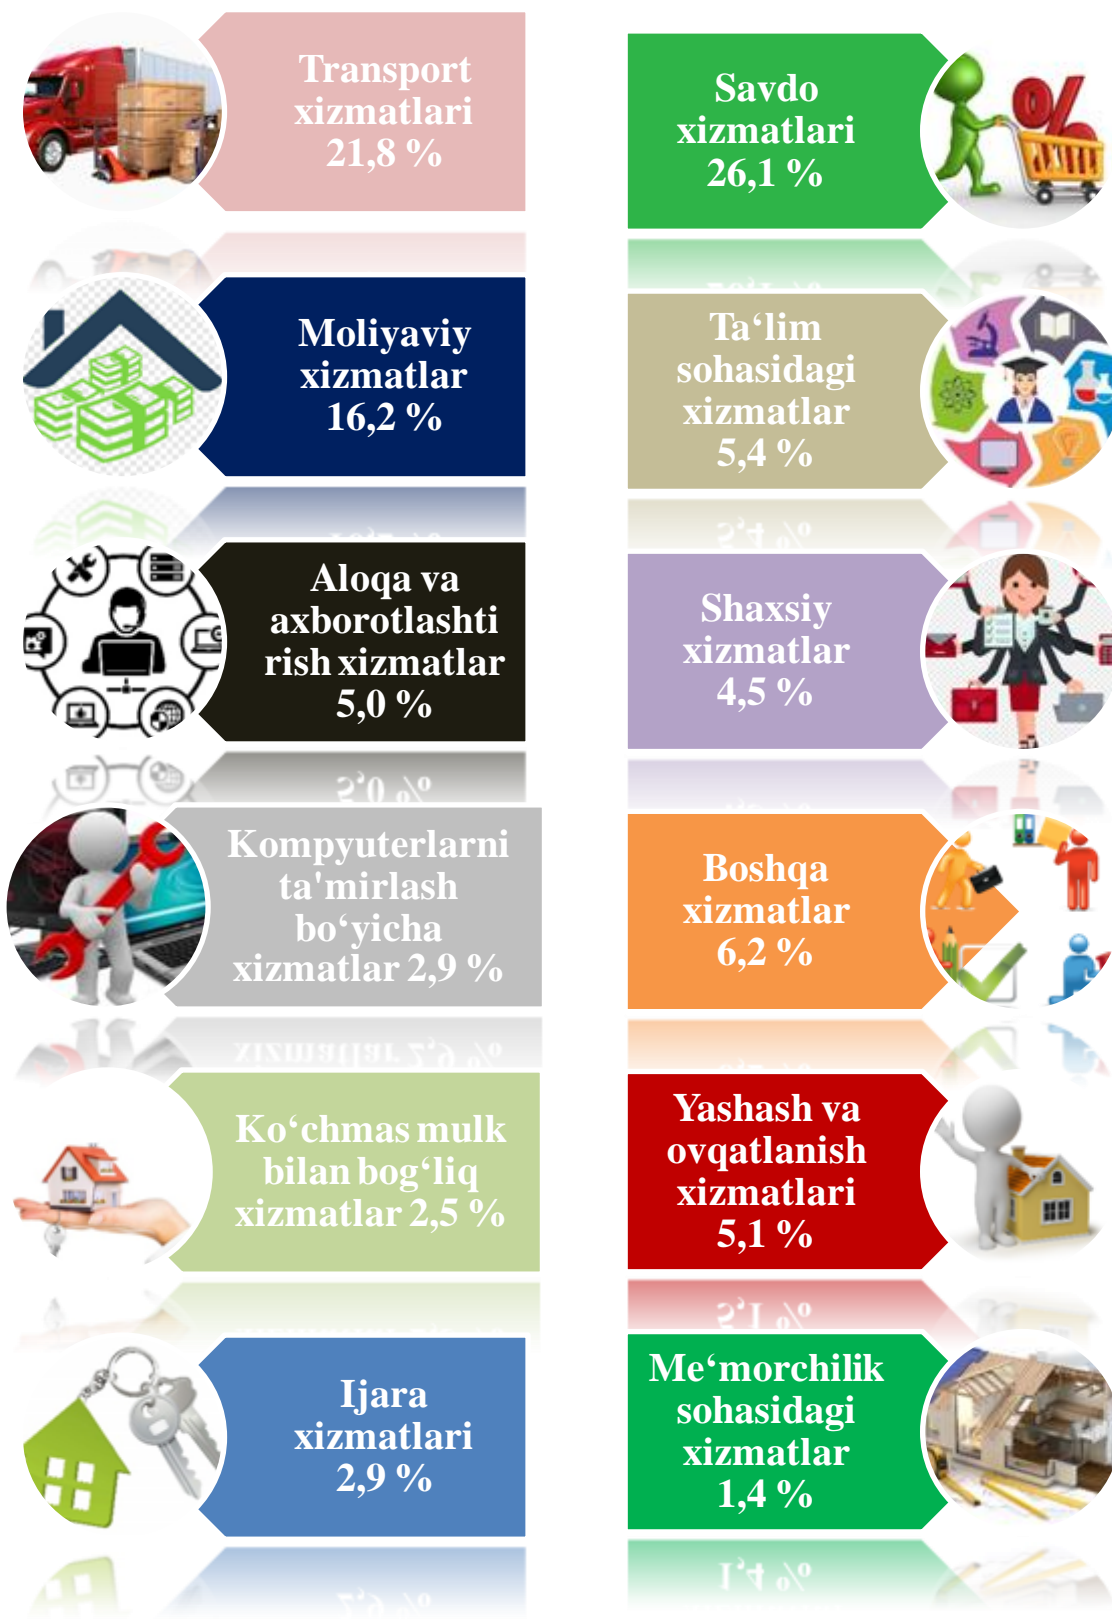 Transport
xizmatlari
21,8 %
Savdo
xizmatlari
26,1 %
Moliyaviy
xizmatlar
16,2 %
Ta‘lim
sohasidagi
xizmatlar
5,4 %
Aloqa va
axborotlashti
rish xizmatlar
5,0 %
Shaxsiy
xizmatlar
4,5 %
Kompyuterlarni
ta'mirlash
bo‘yicha
xizmatlar 2,9 %
Boshqa
xizmatlar
6,2 %
Ko‘chmas mulk
bilan bog‘liq
xizmatlar 2,5 %
Yashash va
ovqatlanish
xizmatlari
5,1 %
Ijara
xizmatlari
2,9 %
Me‘morchilik
sohasidagi
xizmatlar
1,4 %